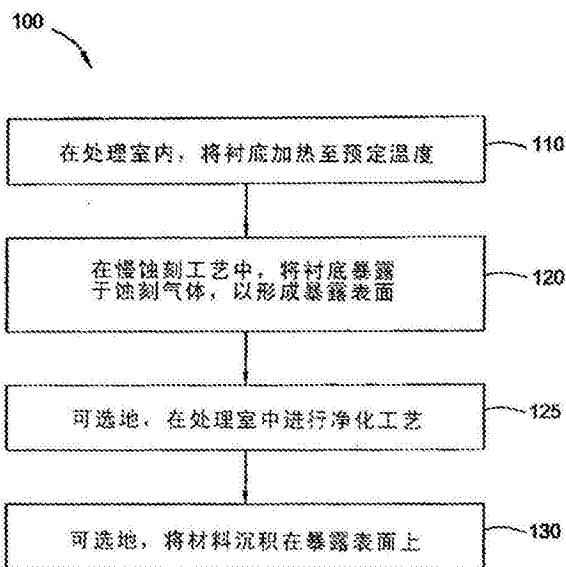 100
在处理室内，将衬底加热至预定温度
110
在慢蚀刻工艺中，将衬底暴露
于蚀刻气体，以形成暴露表面
120
可选地，在处理室中进行净化工艺
125
可选地，将材料沉积在暴露表面上
130